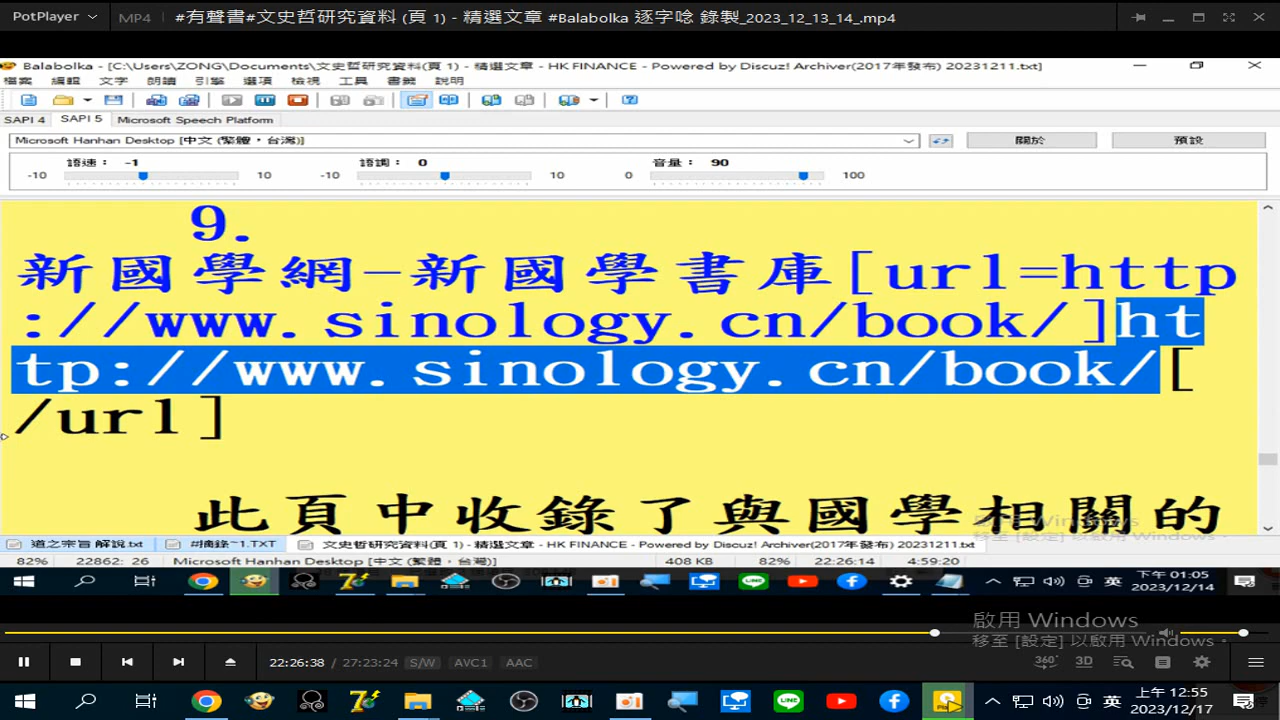 PotPlayer
MP4
#有聲書#文史哲研究資料 (頁 1) - 精選文章 #Balabolka 逐字唸 錄製_2023_12_13_14_.mp4
Balabolka - [C:\Users\ZONG\Documents\文史哲研究資料(頁 1) - 精選文章 - HK FINANCE - Powered by Discuz! Archiver(2017年發布) 20231211.txt]
檔案 編輯 文字 朗讀 引擎 選項 檢視 工具 書籤 說明
SAPI 4 SAPI 5 Microsoft Speech Platform
Microsoft Hanhan Desktop [中文 (繁體，台灣)]
關於
預設
語速： -1 語調： 0 音量： 90
-10 10 -10 10 0 100
9.
新國學網-新國學書庫[url=http
://www.sinology.cn/book/]ht
tp://www.sinology.cn/book/[
/url]
此頁中收錄了與國學相關的
啟用 Windows
移至 [設定] 以啟用 Windows。
道之宗旨 解說.txt #摘錄~1.TXT 文史哲研究資料(頁 1) - 精選文章 - HK FINANCE - Powered by Discuz! Archiver(2017年發布) 20231211.txt
82% 22862: 26 Microsoft Hanhan Desktop [中文 (繁體，台灣)] 408 KB 82% 22:26:14 4:59:20
英
下午 01:05
2023/12/14
啟用 Windows
移至 [設定] 以啟用 Windows。
22:26:38 / 27:23:24 S/W AVC1 AAC
360° 3D
英
上午 12:55
2023/12/17